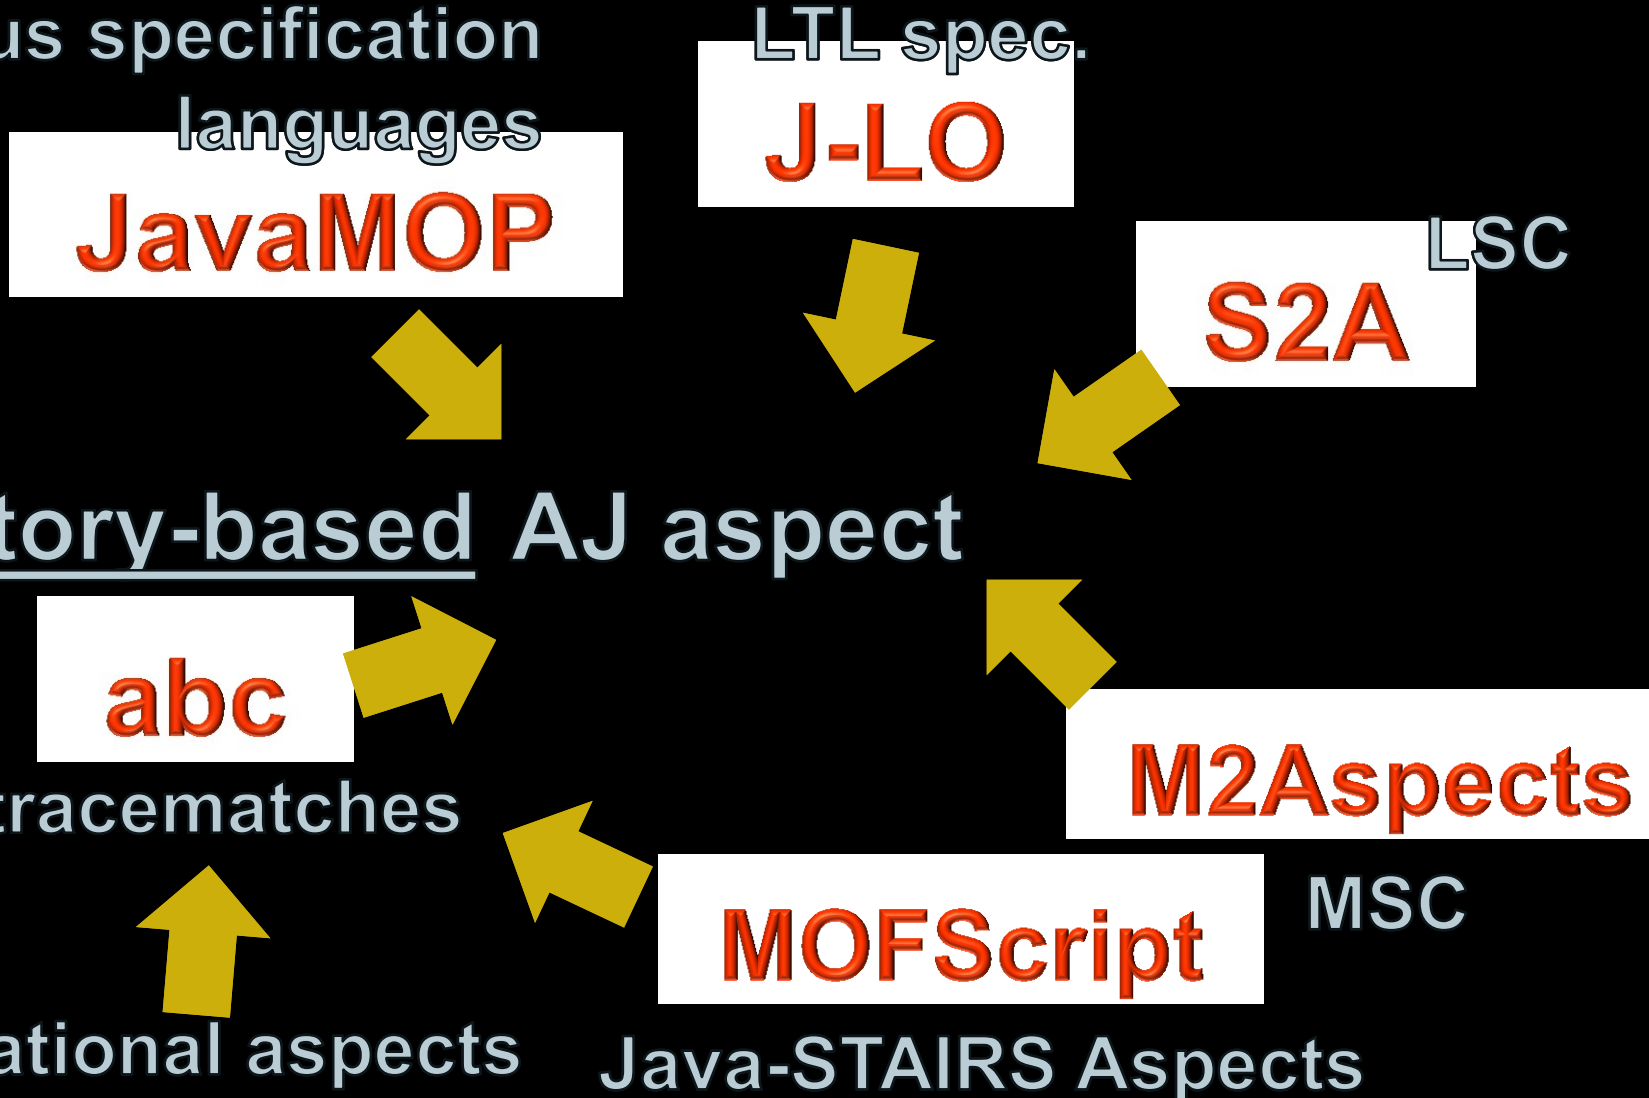 us specification
languages
JavaMOP
LTL spec.
J-LO
LSC
S2A
tory-based AJ aspect
abc
tracematches
M2Aspects
MSC
MOFScript
ational aspects
Java-STAIRS Aspects